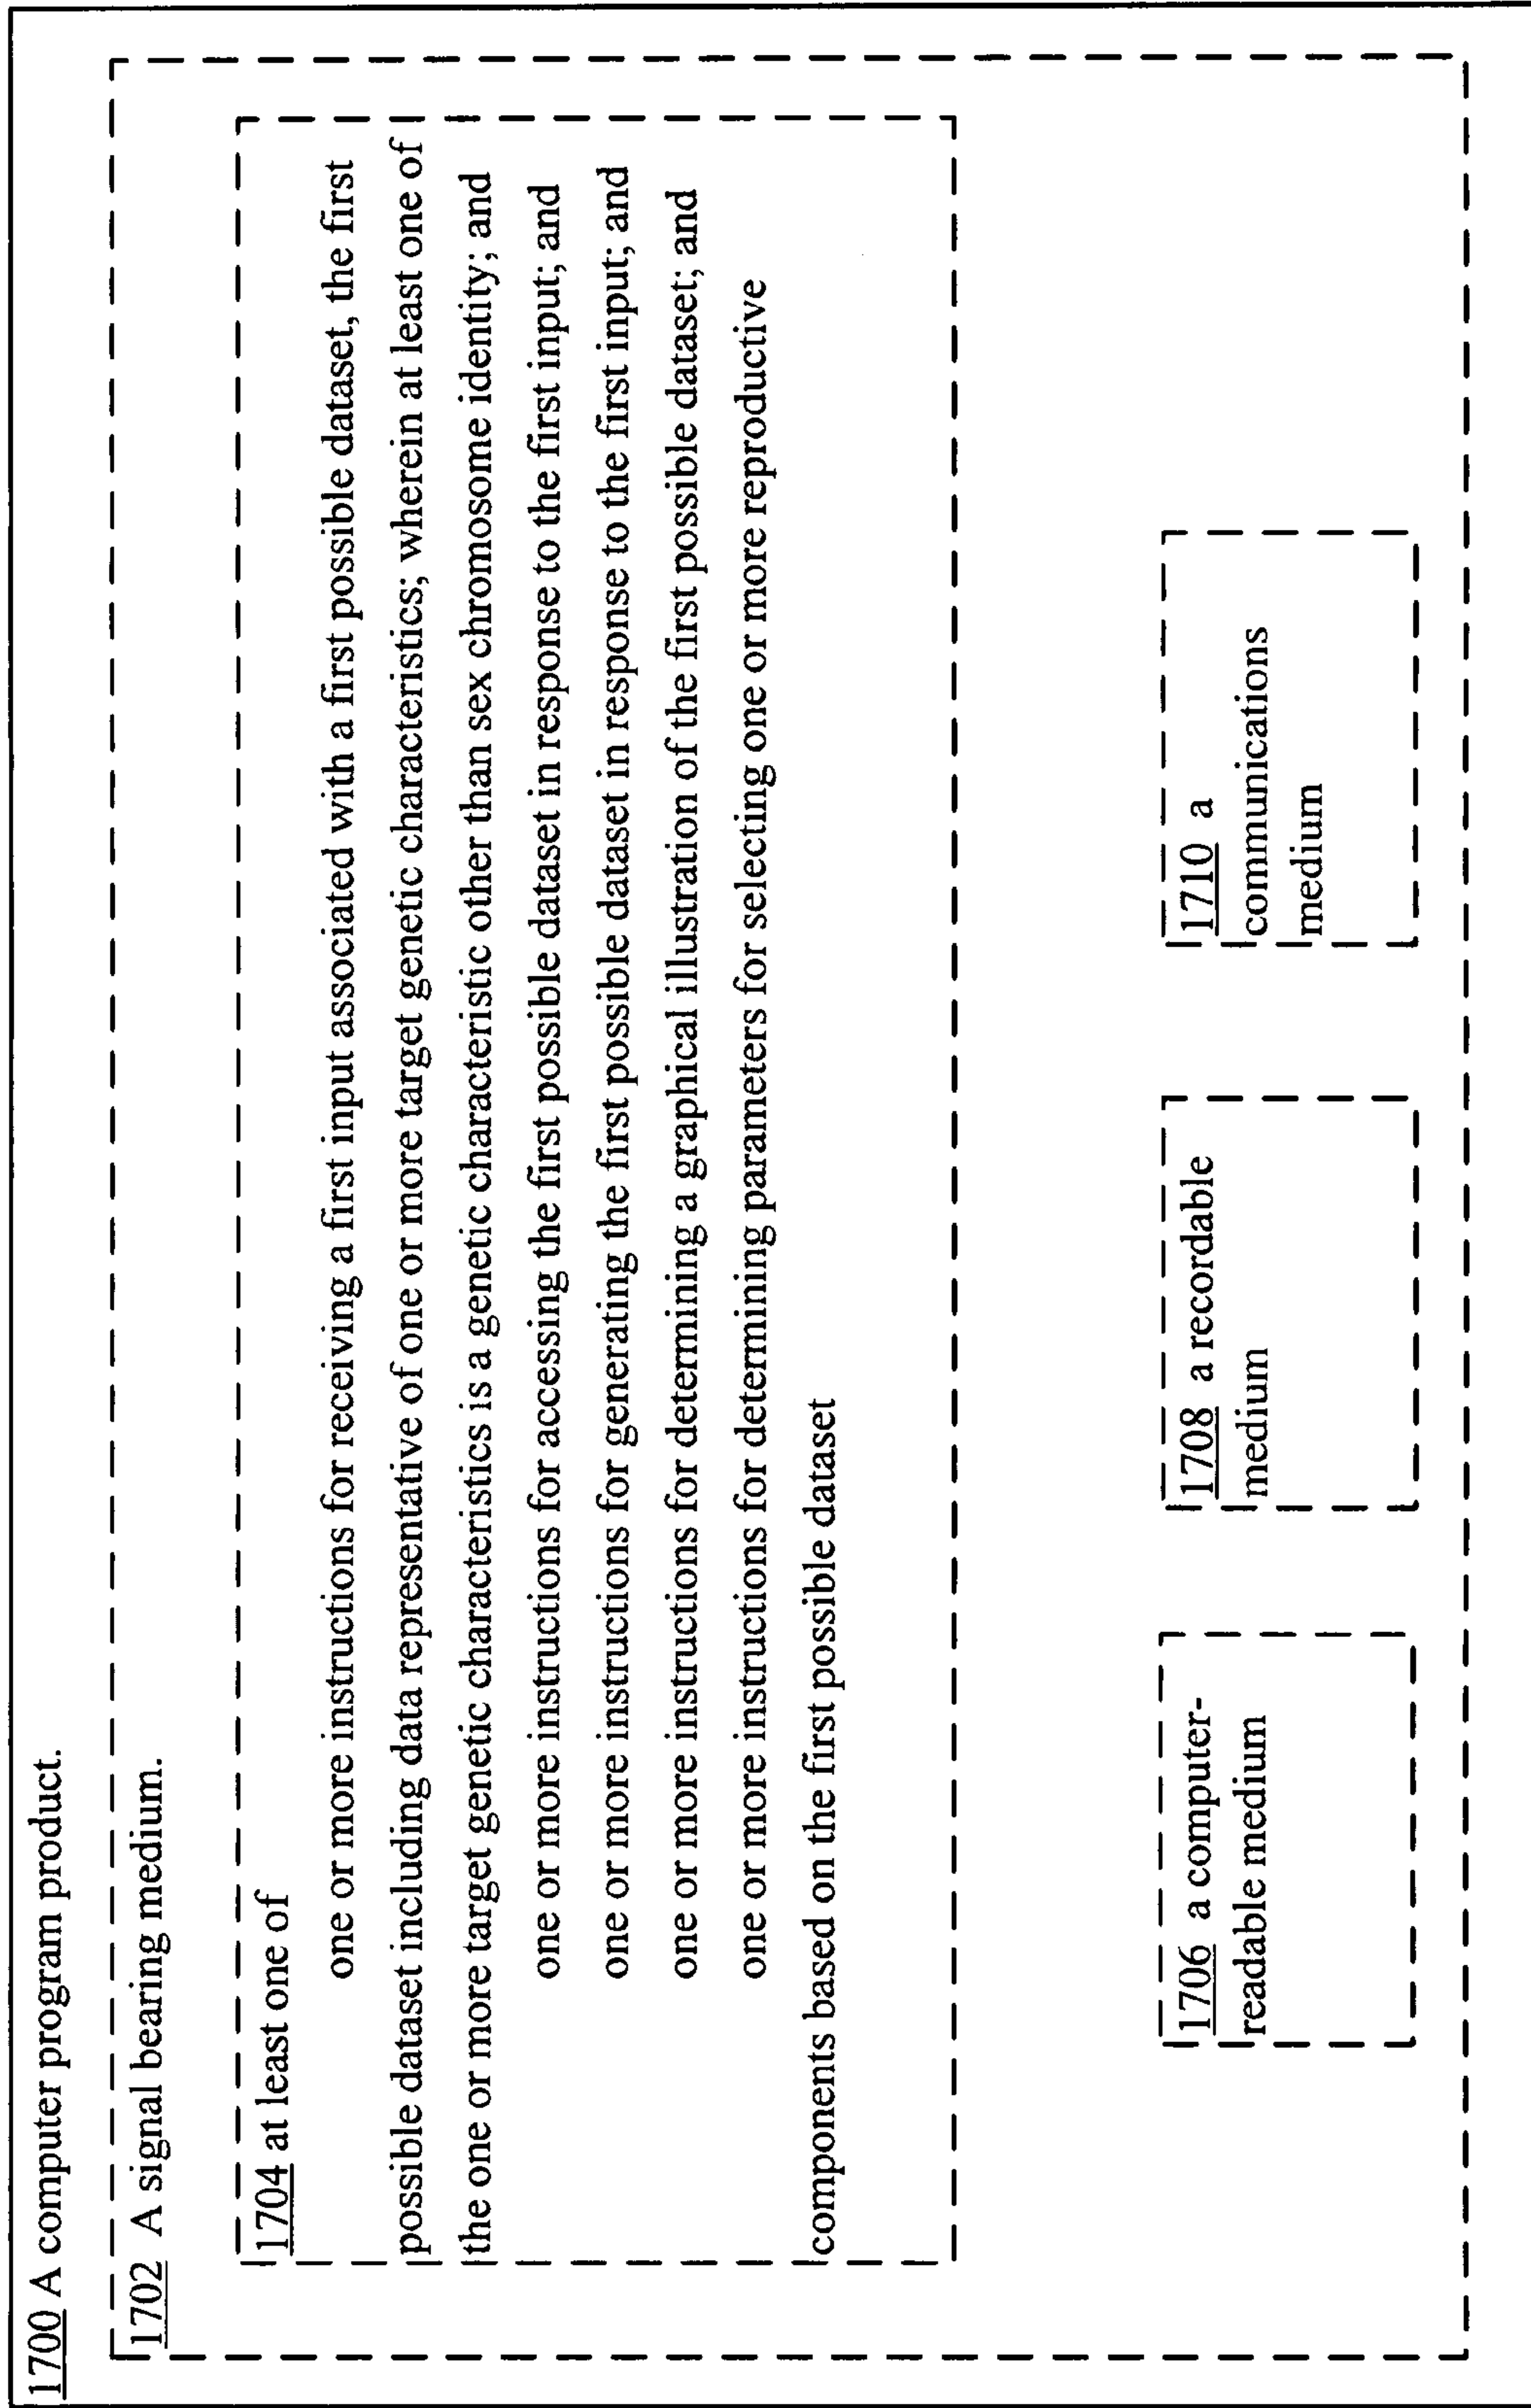 1700 A computer program product.
1702 A signal bearing medium.
1704 at least one of
one or more instructions for receiving a first input associated with a first possible dataset, the first
possible dataset including data representative of one or more target genetic characteristics; wherein at least one of
the one or more target genetic characteristics is a genetic characteristic other than sex chromosome identity; and
one or more instructions for accessing the first possible dataset in response to the first input; and
one or more instructions for generating the first possible dataset in response to the first input; and
one or more instructions for determining a graphical illustration of the first possible dataset; and
one or more instructions for determining parameters for selecting one or more reproductive
components based on the first possible dataset
1706 a computer-
readable medium
1708 a recordable
medium
1710 a
communications
medium